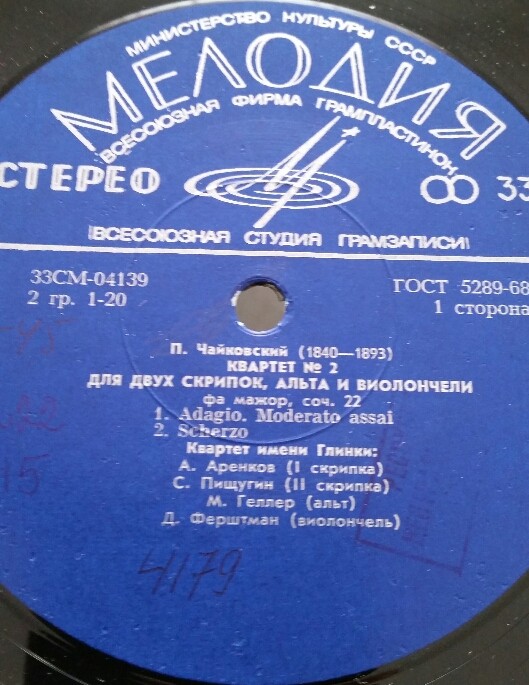 МИНИСТЕРСТВО КУЛЬТУРЫ СССР
МЕЛОДИЯ
ВСЕСОЮЗНАЯ ФИРМА ГРАМПЛАСТИНОК
СТЕРЕО 33
ВСЕСОЮЗНАЯ СТУДИЯ ГРАМЗАПИСИ
33СМ-04139 ГОСТ 5289-68
2 гр. 1-20 1 сторона
П. Чайковский (1840—1893)
КВАРТЕТ № 2
ДЛЯ ДВУХ СКРИПОК, АЛЬТА И ВИОЛОНЧЕЛИ
фа мажор, соч. 22
1. Adagio. Moderato assai
2. Scherzo
Квартет имени Глинки:
А. Аренков (I скрипка)
С. Пищугин (II скрипка)
М. Геллер (альт)
Д. Ферштман (виолончель)
4179